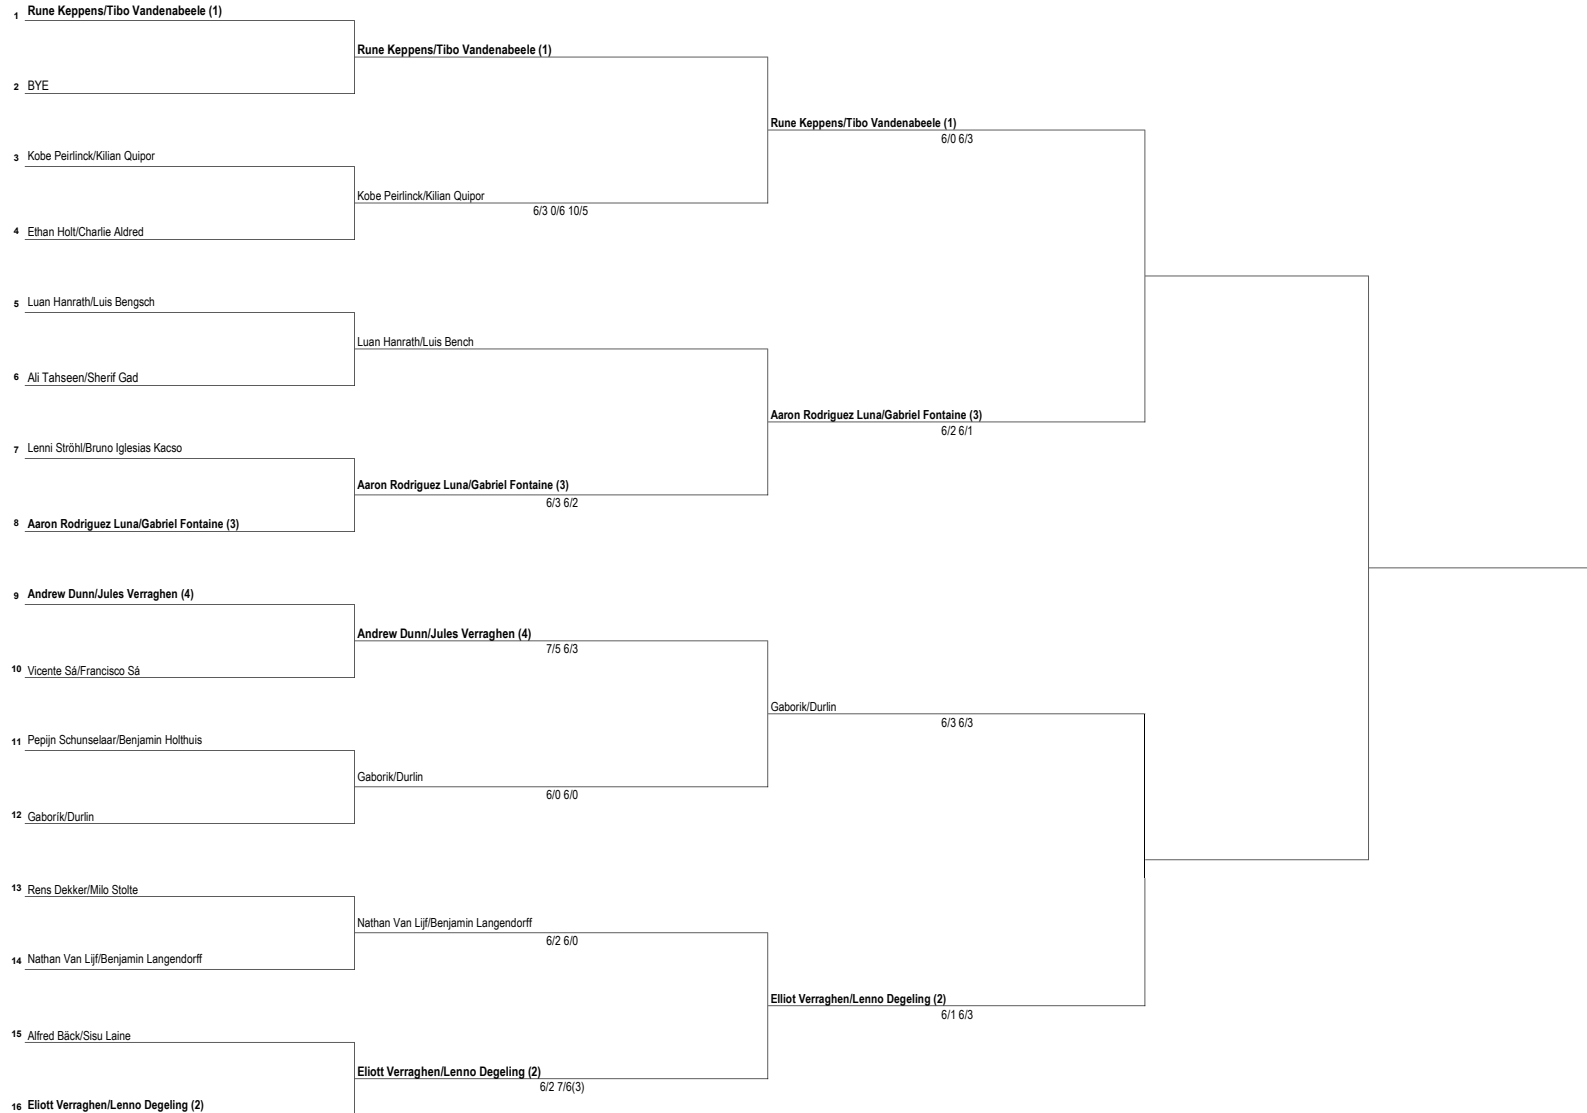 1 Rune Keppens/Tibo Vandenabeele (1)
Rune Keppens/Tibo Vandenabeele (1)
2 BYE
Rune Keppens/Tibo Vandenabeele (1)
6/0 6/3
3 Kobe Peirlinck/Kilian Quipor
Kobe Peirlinck/Kilian Quipor
6/3 0/6 10/5
4 Ethan Holt/Charlie Aldred
5 Luan Hanrath/Luis Bengsch
Luan Hanrath/Luis Bench
6 Ali Tahseen/Sherif Gad
Aaron Rodriguez Luna/Gabriel Fontaine (3)
6/2 6/1
7 Lenni Ströhl/Bruno Iglesias Kacso
Aaron Rodriguez Luna/Gabriel Fontaine (3)
6/3 6/2
8 Aaron Rodriguez Luna/Gabriel Fontaine (3)
9 Andrew Dunn/Jules Verraghen (4)
Andrew Dunn/Jules Verraghen (4)
7/5 6/3
10 Vicente Sá/Francisco Sá
Gaborik/Durlin
6/3 6/3
11 Pepijn Schunselaar/Benjamin Holthuis
Gaborik/Durlin
6/0 6/0
12 Gaborík/Durlin
13 Rens Dekker/Milo Stolte
Nathan Van Lijf/Benjamin Langendorff
6/2 6/0
14 Nathan Van Lijf/Benjamin Langendorff
Elliot Verraghen/Lenno Degeling (2)
6/1 6/3
15 Alfred Bäck/Sisu Laine
Eliott Verraghen/Lenno Degeling (2)
6/2 7/6(3)
16 Eliott Verraghen/Lenno Degeling (2)